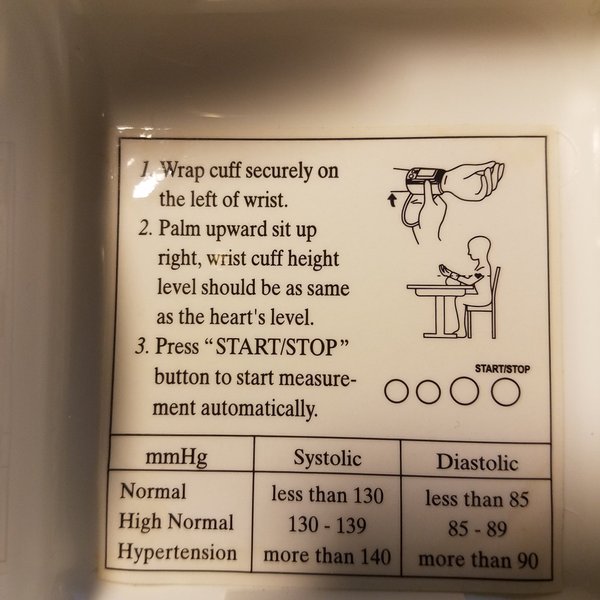 1. Wrap cuff securely on
the left of wrist.
2. Palm upward sit up
right, wrist cuff height
level should be as same
as the heart's level.
3. Press “START/STOP”
button to start measure-
ment automatically.
START/STOP
mmHg Systolic Diastolic
Normal less than 130 less than 85
High Normal 130 - 139 85 - 89
Hypertension more than 140 more than 90